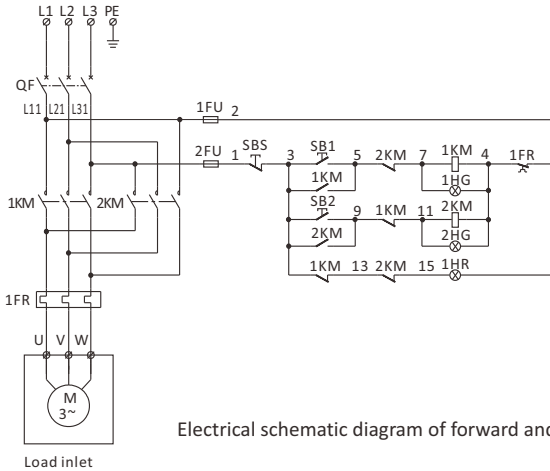 L1 L2 L3 PE
QF
L11 L21 L31
1FU 2
2FU 1 SBS 3 SB1 5 2KM 7 1KM 4 1FR
1KM 1HG
1KM 2KM
SB2 9 1KM 11 2KM
2KM 2HG
1KM 13 2KM 15 1HR
1FR
U V W
M
3~
Electrical schematic diagram of forward and
Load inlet